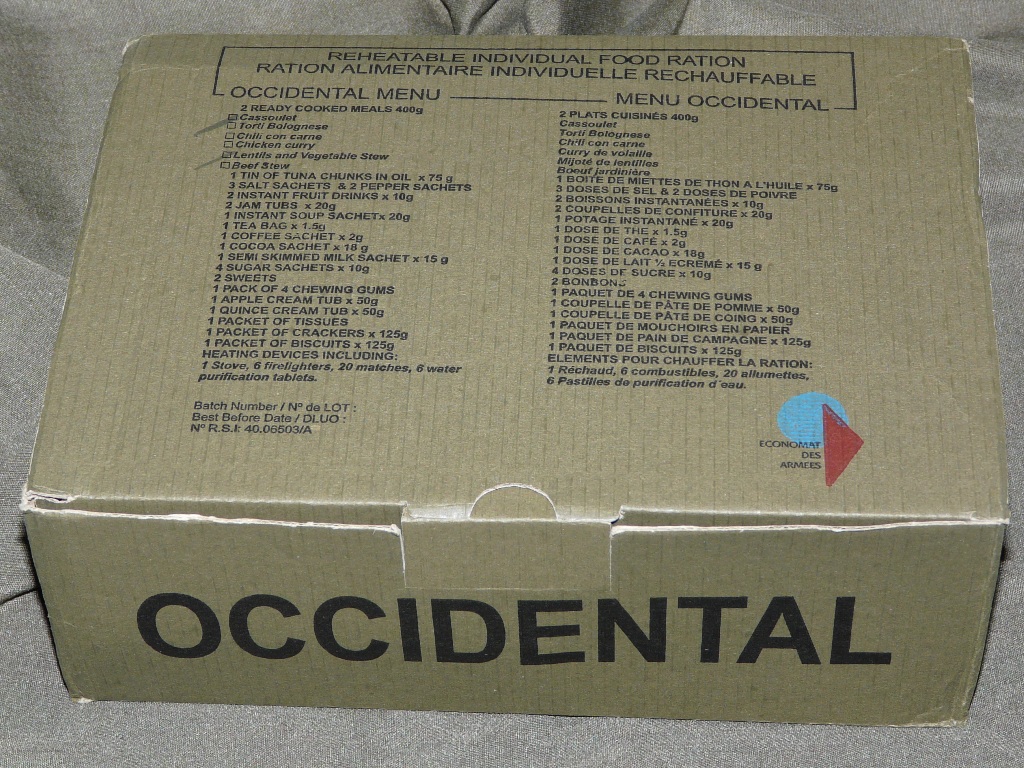 REHEATABLE INDIVIDUAL FOOD RATION
RATION ALIMENTAIRE INDIVIDUELLE RECHAUFFABLE
OCCIDENTAL MENU
2 READY COOKED MEALS 400g
Cassoulet
Torti Bolognese
Chili con carne
Chicken curry
Lentils and Vegetable Stew
Beef Stew
1 TIN OF TUNA CHUNKS IN OIL x 75 g
3 SALT SACHETS & 2 PEPPER SACHETS
2 INSTANT FRUIT DRINKS x 10g
2 JAM TUBS x 20g
1 INSTANT SOUP SACHETx 20g
1 TEA BAG x 1.5g
1 COFFEE SACHET x 2g
1 COCOA SACHET x 18 g
1 SEMI SKIMMED MILK SACHET x 15 g
4 SUGAR SACHETS x 10g
2 SWEETS
1 PACK OF 4 CHEWING GUMS
1 APPLE CREAM TUB x 50g
1 QUINCE CREAM TUB x 50g
1 PACKET OF TISSUES
1 PACKET OF CRACKERS x 125g
1 PACKET OF BISCUITS x 125g
HEATING DEVICES INCLUDING:
1 Stove, 6 firelighters, 20 matches, 6 water
purification tablets.
MENU OCCIDENTAL
2 PLATS CUISINÉS 400g
Cassoulet
Torti Bolognese
Chili con carne
Curry de volaille
Mijoté de lentilles
Boeuf jardinière
1 BOITE DE MIETTES DE THON A L'HUILE x 75g
3 DOSES DE SEL & 2 DOSES DE POIVRE
2 BOISSONS INSTANTANÉES x 10g
2 COUPELLES DE CONFITURE x 20g
1 POTAGE INSTANTANÉ x 20g
1 DOSE DE THE x 1.5g
1 DOSE DE CAFÉ x 2g
1 DOSE DE CACAO x 18g
1 DOSE DE LAIT ½ ECRÉMÉ x 15 g
4 DOSES DE SUCRE x 10g
2 BONBONS
1 PAQUET DE 4 CHEWING GUMS
1 COUPELLE DE PÂTE DE POMME x 50g
1 COUPELLE DE PÂTE DE COING x 50g
1 PAQUET DE MOUCHOIRS EN PAPIER
1 PAQUET DE PAIN DE CAMPAGNE x 125g
1 PAQUET DE BISCUITS x 125g
ELEMENTS POUR CHAUFFER LA RATION:
1 Réchaud, 6 combustibles, 20 allumettes,
6 Pastilles de purification d'eau.
Batch Number / Nº de LOT :
Best Before Date / DLUO :
Nº R.S.I: 40.06503/A
ECONOMAT
DES
ARMEES
OCCIDENTAL